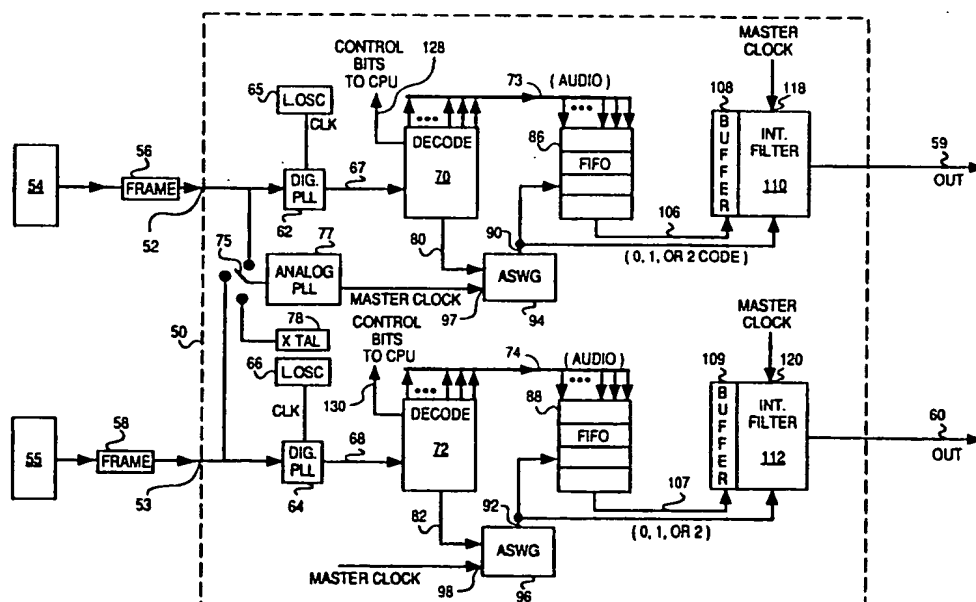 CONTROL
BITS
TO CPU
128
65
L.OSC
CLK
73
(AUDIO)
MASTER
CLOCK
108
118
BUFFER
INT.
FILTER
110
59
OUT
86
FIFO
DECODE
70
54
56
FRAME
52
DIG.
PLL
62
67
106
80
90
(0, 1, OR 2 CODE)
75
77
ANALOG
PLL
MASTER CLOCK
97
ASWG
94
50
78
X TAL
66
L.OSC
CLK
CONTROL
BITS
TO CPU
130
74
(AUDIO)
MASTER
CLOCK
109
120
BUFFER
INT.
FILTER
112
60
OUT
88
FIFO
DECODE
72
55
58
FRAME
53
DIG.
PLL
64
68
107
82
92
(0, 1, OR 2)
ASWG
MASTER CLOCK
98
96